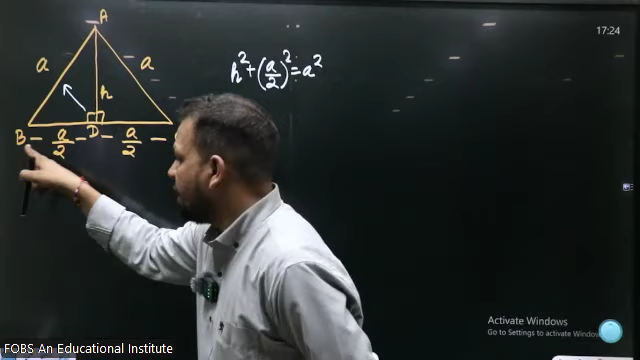 A
17:24
a
a
h² + (a/2)² = a²
h
B - a/2 - D - a/2 -
Activate Windows
Go to Settings to activate Windows.
FOBS An Educational Institute